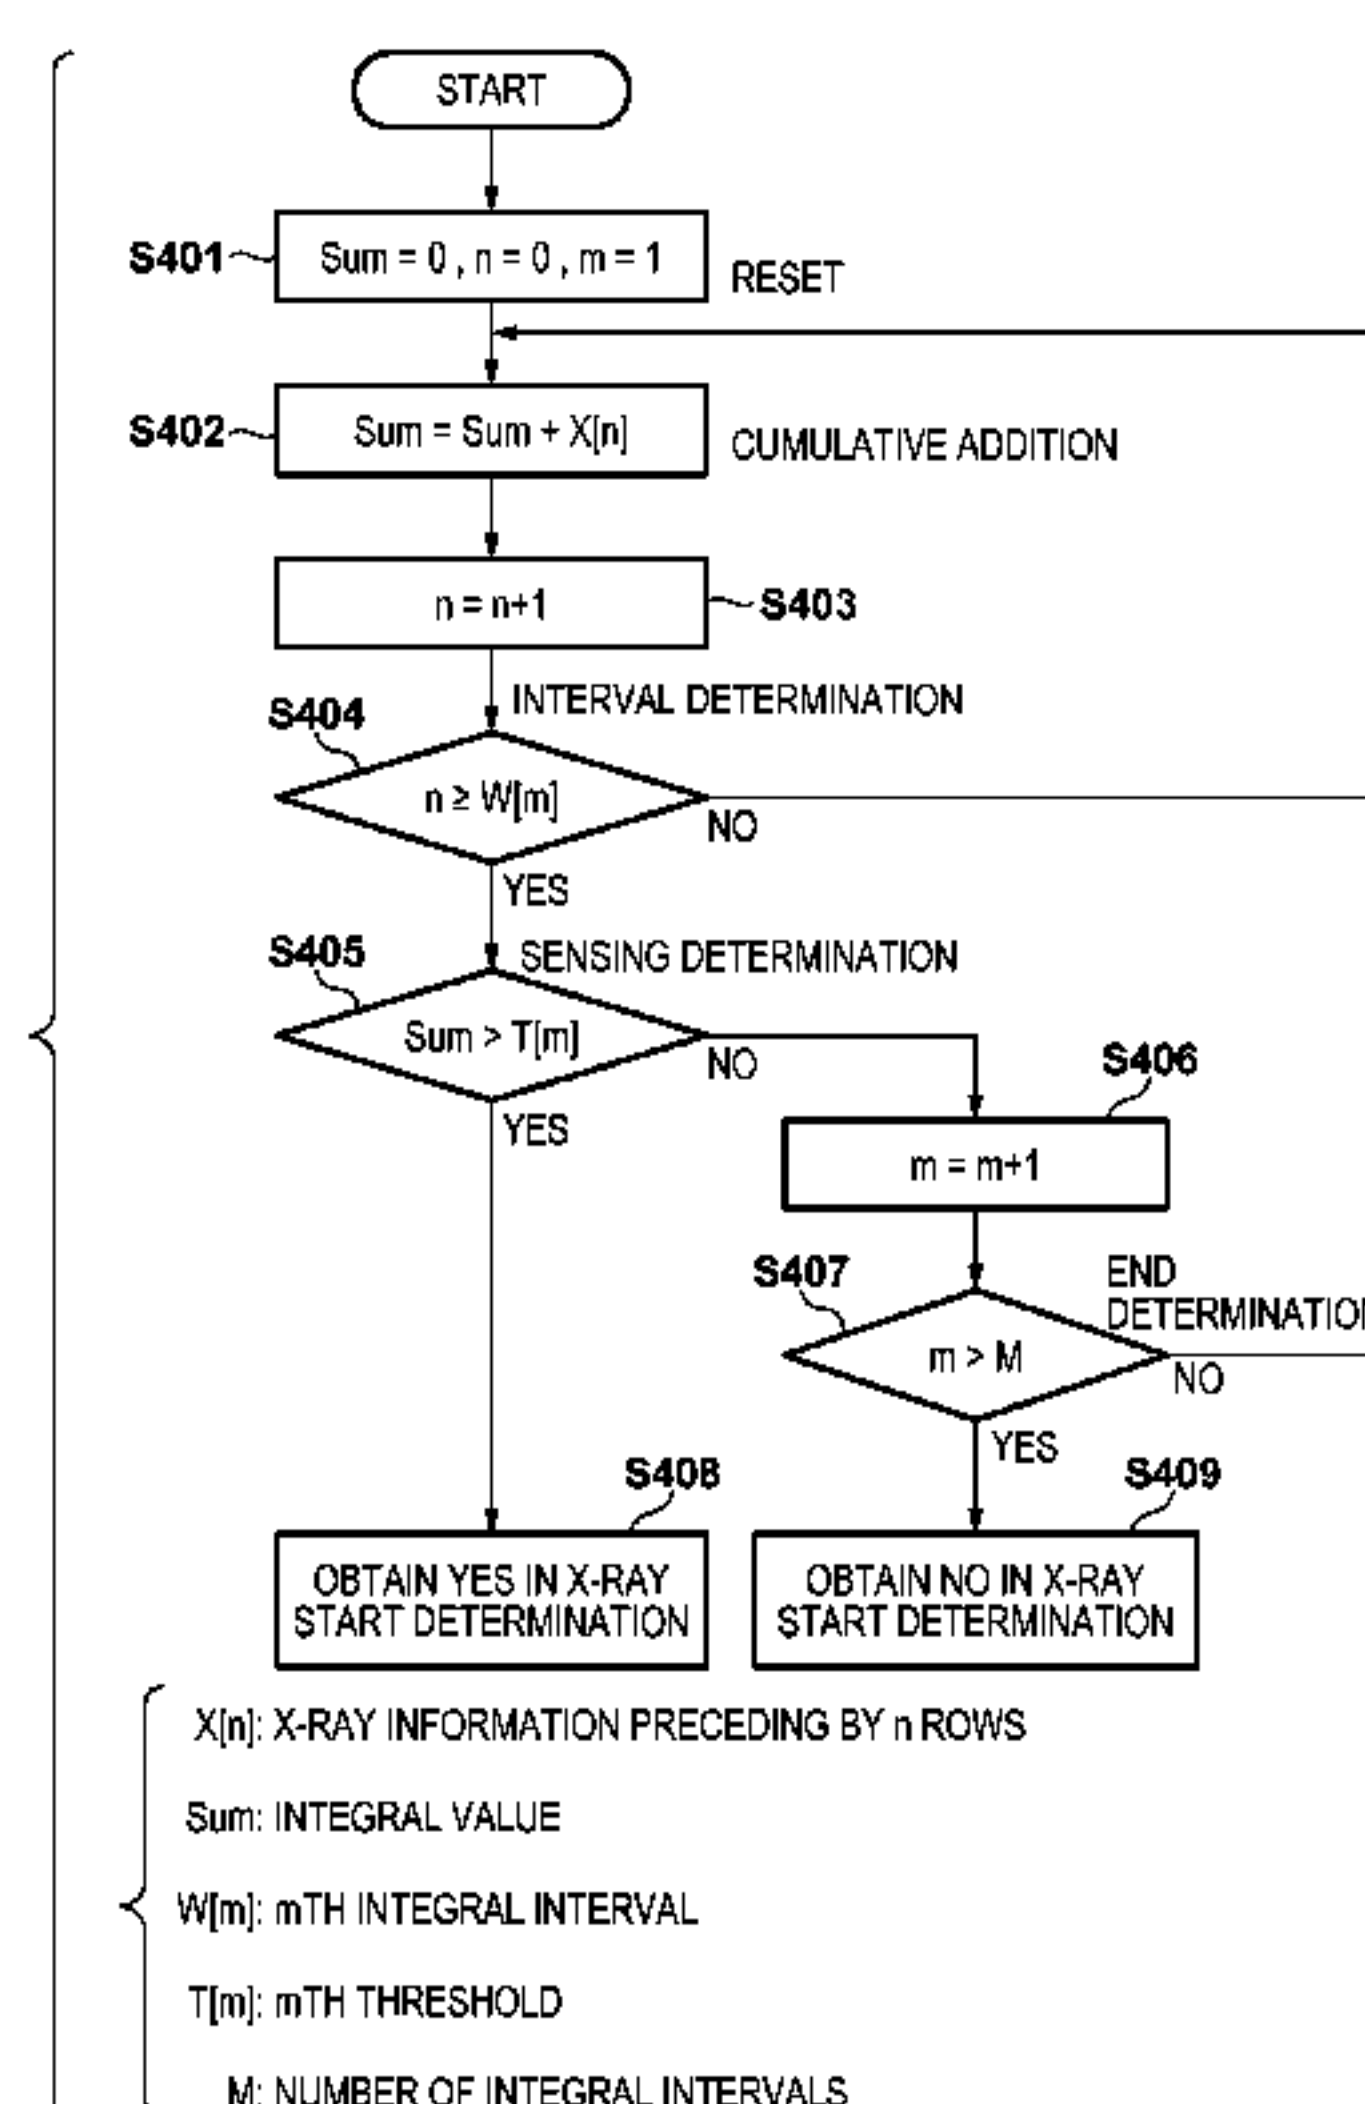 START
S401
Sum = 0 , n = 0 , m = 1
RESET
S402
Sum = Sum + X[n]
CUMULATIVE ADDITION
n = n+1
S403
INTERVAL DETERMINATION
S404
n ≥ W[m]
NO
YES
S405
SENSING DETERMINATION
Sum > T[m]
NO
YES
S406
m = m+1
S407
END
DETERMINATION
m > M
NO
YES
S408
S409
OBTAIN YES IN X-RAY
START DETERMINATION
OBTAIN NO IN X-RAY
START DETERMINATION
X[n]: X-RAY INFORMATION PRECEDING BY n ROWS
Sum: INTEGRAL VALUE
W[m]: mTH INTEGRAL INTERVAL
T[m]: mTH THRESHOLD
M: NUMBER OF INTEGRAL INTERVALS